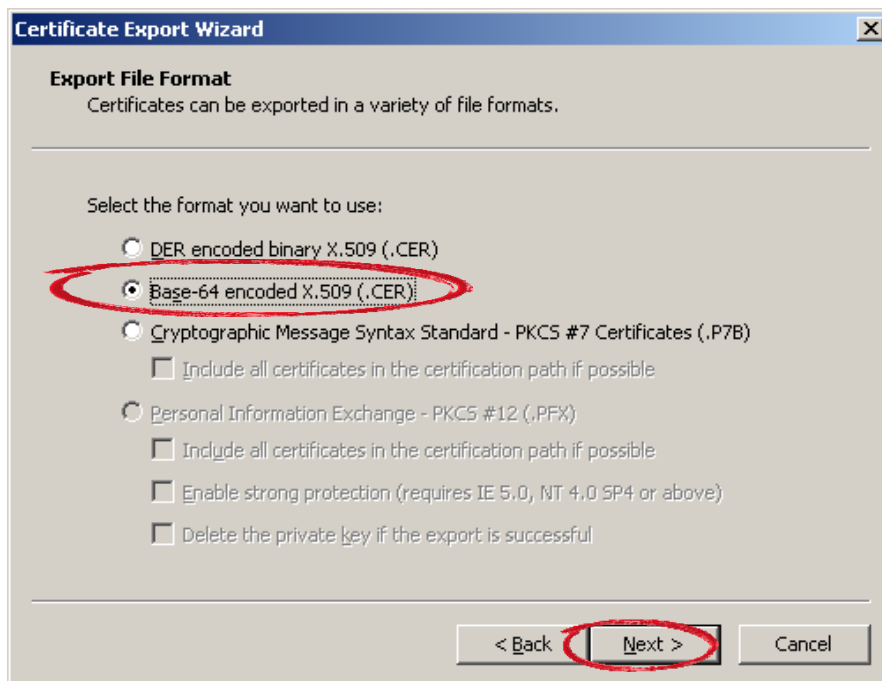 Certificate Export Wizard
Export File Format
Certificates can be exported in a variety of file formats.
Select the format you want to use:
DER encoded binary X.509 (.CER)
Base-64 encoded X.509 (.CER)
Cryptographic Message Syntax Standard - PKCS #7 Certificates (.P7B)
Include all certificates in the certification path if possible
Personal Information Exchange - PKCS #12 (.PFX)
Include all certificates in the certification path if possible
Enable strong protection (requires IE 5.0, NT 4.0 SP4 or above)
Delete the private key if the export is successful
< Back Next > Cancel